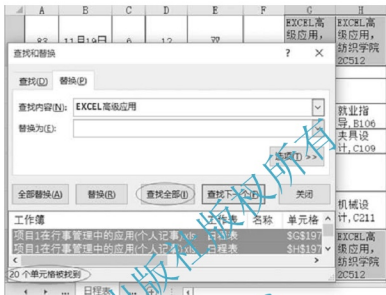 A B C D E F G H
83 11月19日 6 12
EXCEL高级应用，纺织学院 2C512
EXCEL高级应用，纺织学院 2C512
查找和替换 ? ×
查找(D) 替换(P)
查找内容(N): EXCEL高级应用
替换为(E):
选项(T) >>
全部替换(A) 替换(R) 查找全部(I) 查找下一个(F) 关闭
工作簿 工作表 名称 单元格
项目1在行事管理中的应用(个人记事).xls 日程表 $G$197
项目1在行事管理中的应用(个人记事).xls 日程表 $H$197
20 个单元格被找到
就业指导, B106
夹具设计, C109
机械设计, C211
EXCEL高级应用，纺织学院 2C512
... 日程表 ...
版社版权所有